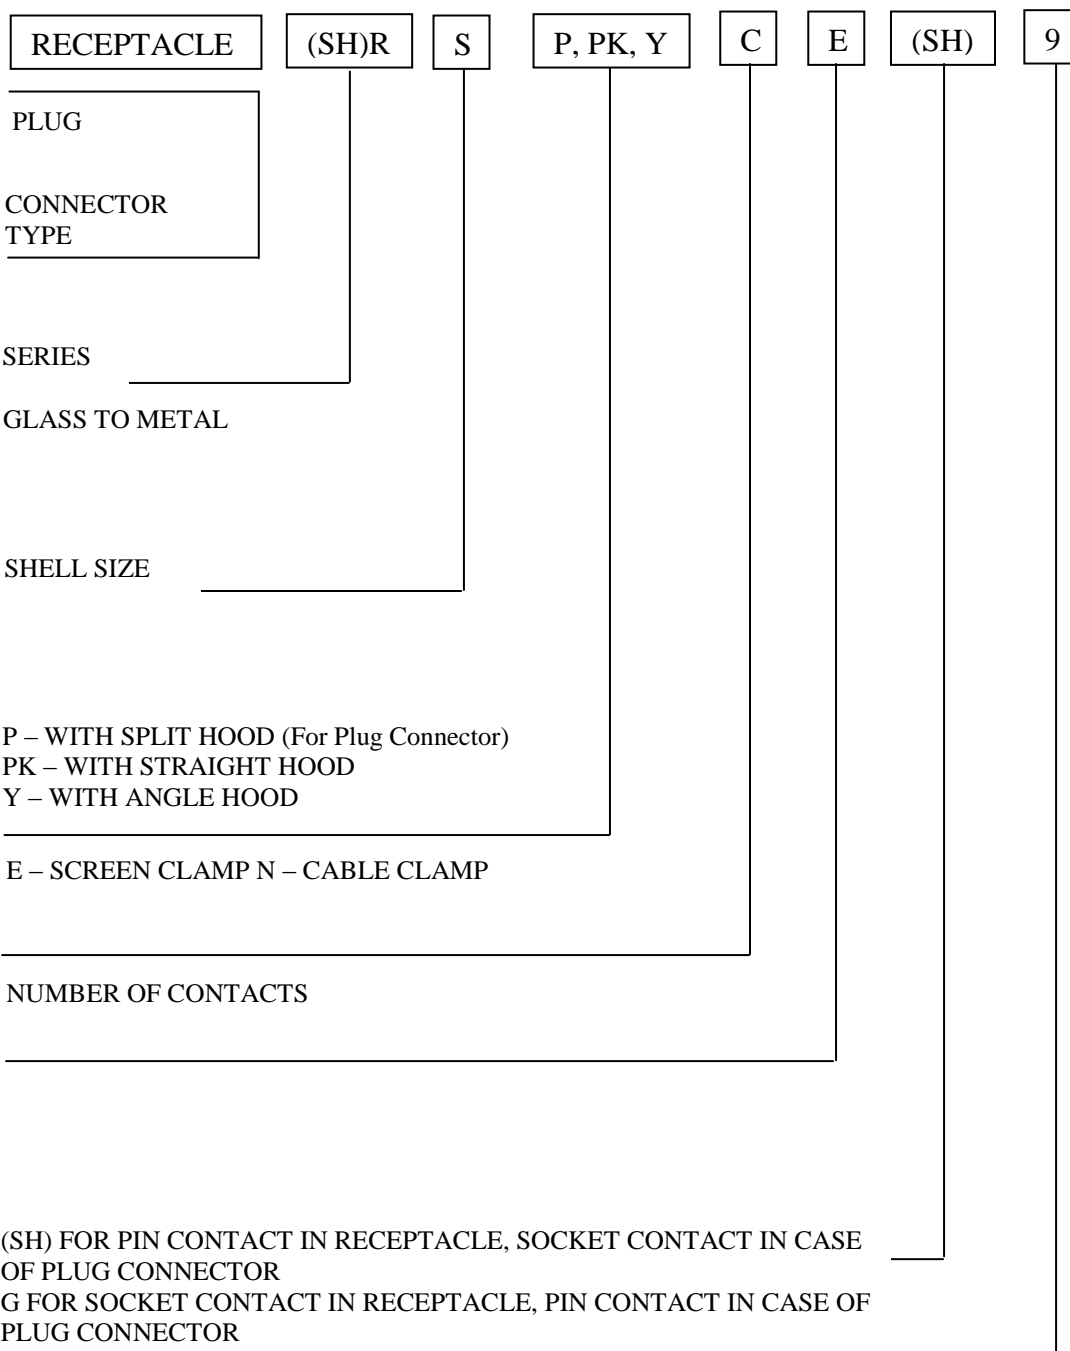 RECEPTACLE (SH)R S P, PK, Y C E (SH) 9
PLUG
CONNECTOR
TYPE
SERIES
GLASS TO METAL
SHELL SIZE
P – WITH SPLIT HOOD (For Plug Connector)
PK – WITH STRAIGHT HOOD
Y – WITH ANGLE HOOD
E – SCREEN CLAMP N – CABLE CLAMP
NUMBER OF CONTACTS
(SH) FOR PIN CONTACT IN RECEPTACLE, SOCKET CONTACT IN CASE
OF PLUG CONNECTOR
G FOR SOCKET CONTACT IN RECEPTACLE, PIN CONTACT IN CASE OF
PLUG CONNECTOR